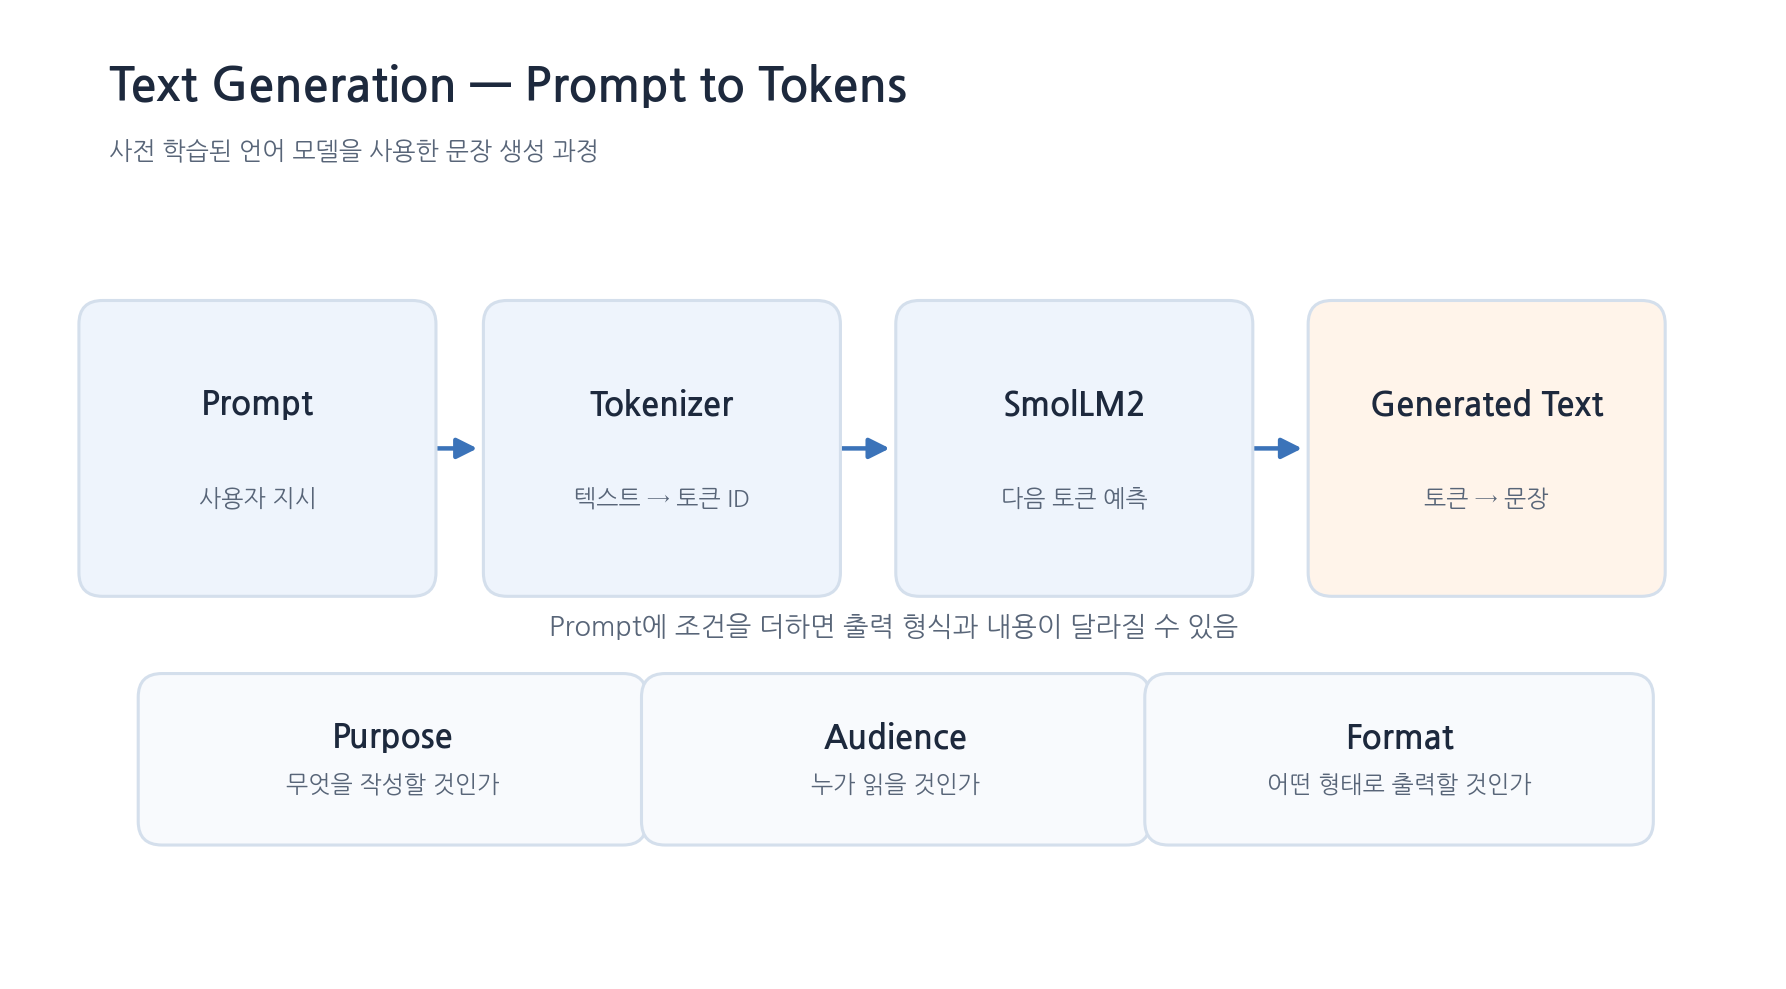 Text Generation — Prompt to Tokens
사전 학습된 언어 모델을 사용한 문장 생성 과정
Prompt
사용자 지시
Tokenizer
텍스트 → 토큰 ID
SmolLM2
다음 토큰 예측
Generated Text
토큰 → 문장
Prompt에 조건을 더하면 출력 형식과 내용이 달라질 수 있음
Purpose
무엇을 작성할 것인가
Audience
누가 읽을 것인가
Format
어떤 형태로 출력할 것인가